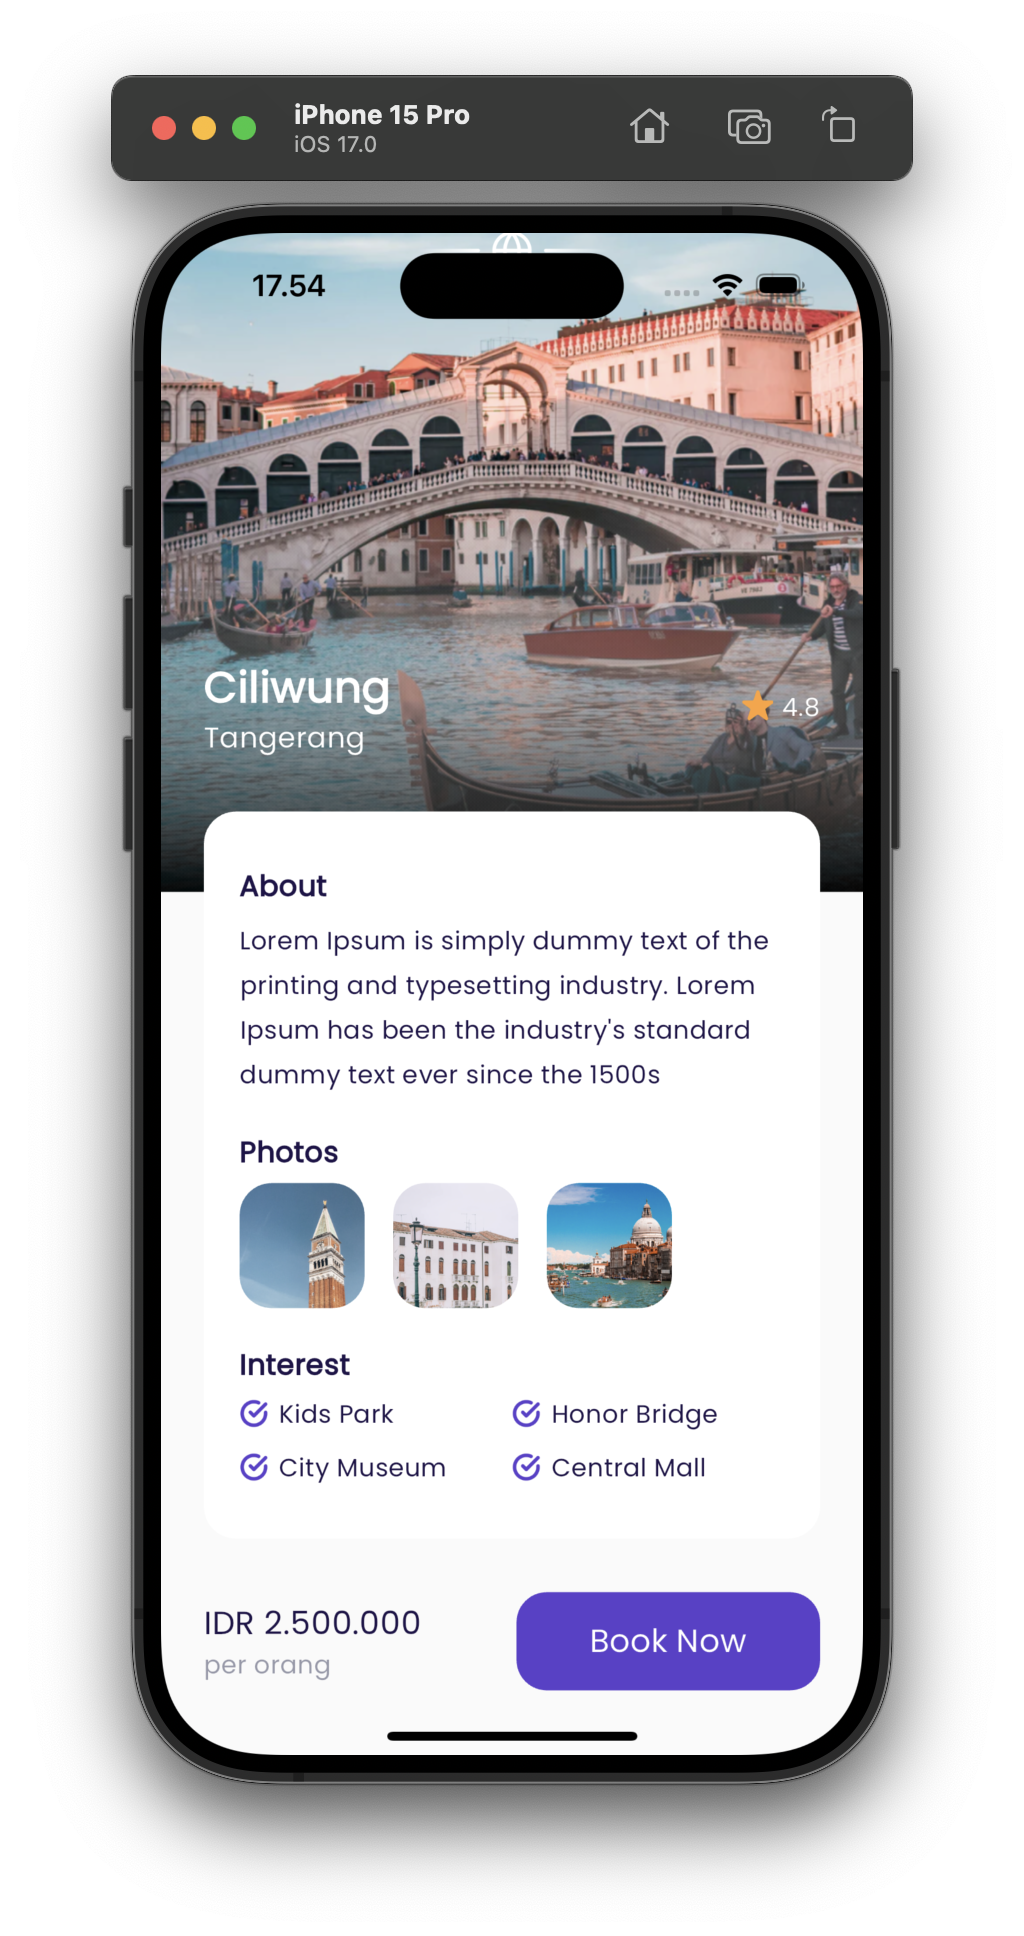 iPhone 15 Pro
iOS 17.0
17.54
Ciliwung
Tangerang
4.8
About
Lorem Ipsum is simply dummy text of the
printing and typesetting industry. Lorem
Ipsum has been the industry's standard
dummy text ever since the 1500s
Photos
Interest
Kids Park
Honor Bridge
City Museum
Central Mall
IDR 2.500.000
per orang
Book Now